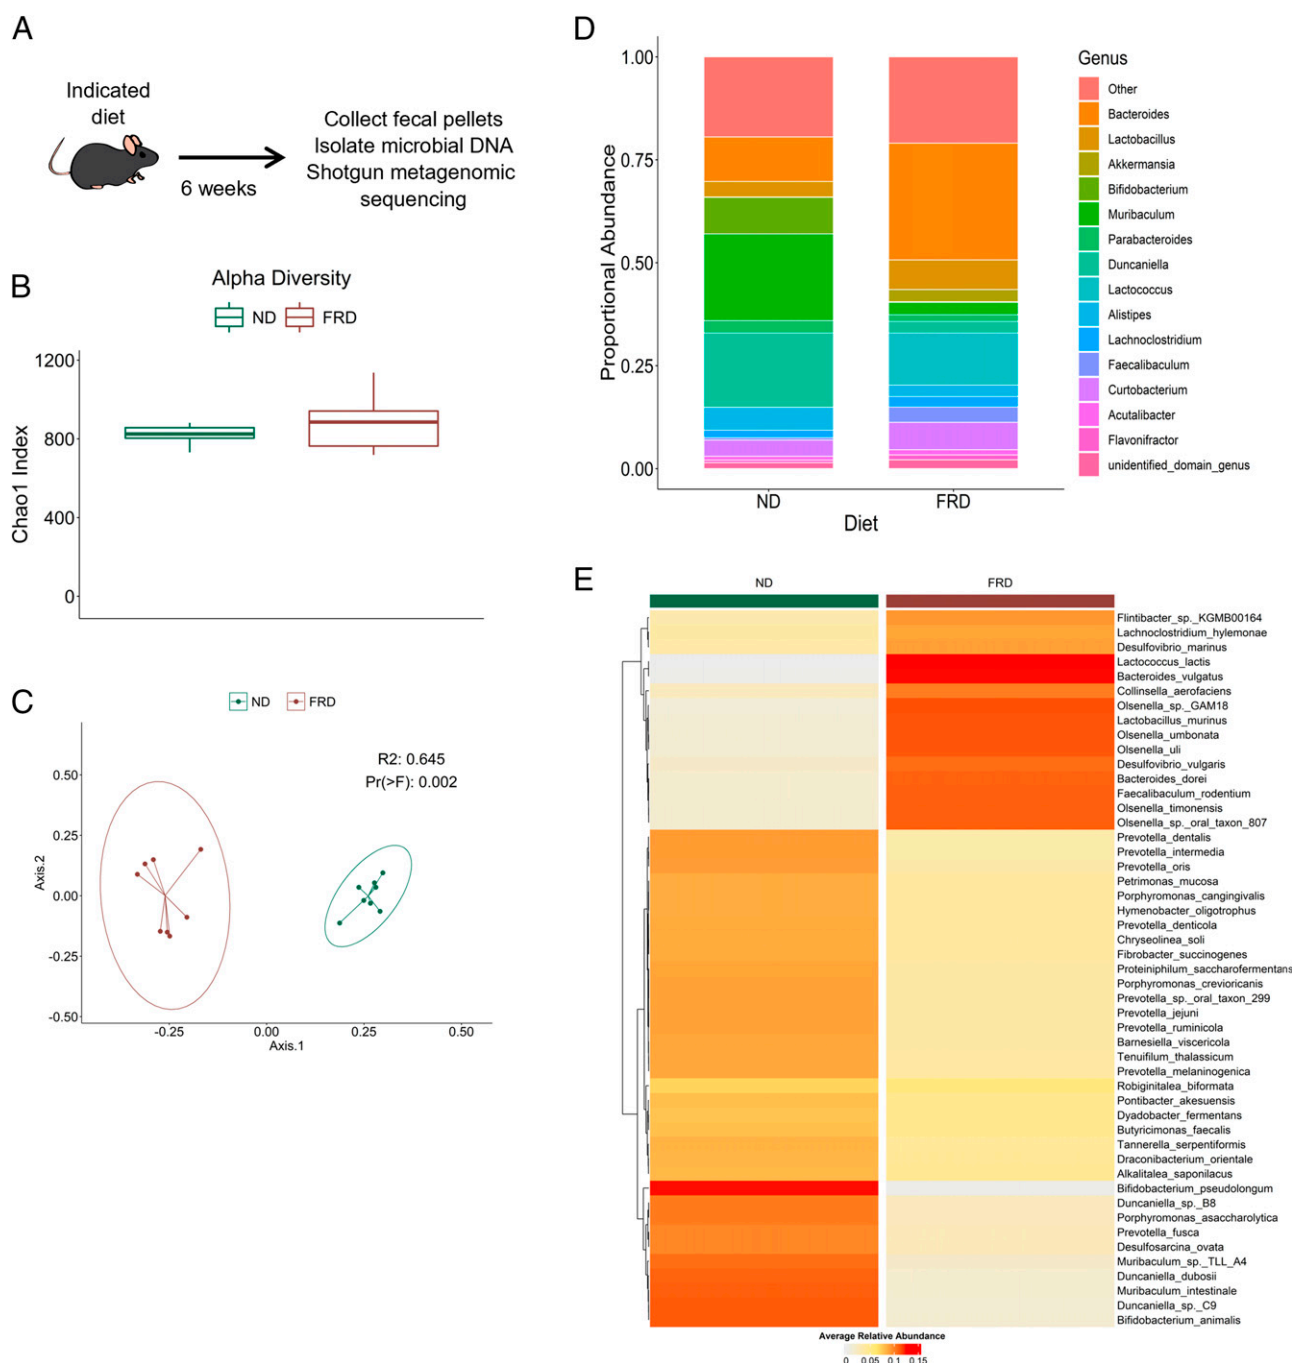 A
Indicated
diet
6 weeks
Collect fecal pellets
Isolate microbial DNA
Shotgun metagenomic
sequencing
B
Alpha Diversity
ND FRD
Chao1 Index
1200
800
400
0
C
ND FRD
R2: 0.645
Pr(>F): 0.002
Axis.2
0.50
0.25
0.00
-0.25
-0.50
-0.25 0.00 0.25 0.50
Axis.1
D
Proportional Abundance
1.00
0.75
0.50
0.25
0.00
ND FRD
Diet
Genus
Other
Bacteroides
Lactobacillus
Akkermansia
Bifidobacterium
Muribaculum
Parabacteroides
Duncaniella
Lactococcus
Alistipes
Lachnoclostridium
Faecalibaculum
Curtobacterium
Acutalibacter
Flavonifractor
unidentified_domain_genus
E
ND FRD
Flintibacter_sp._KGMB00164
Lachnoclostridium_hylemonae
Desulfovibrio_marinus
Lactococcus_lactis
Bacteroides_vulgatus
Collinsella_aerofaciens
Olsenella_sp._GAM18
Lactobacillus_murinus
Olsenella_umbonata
Olsenella_uli
Desulfovibrio_vulgaris
Bacteroides_dorei
Faecalibaculum_rodentium
Olsenella_timonensis
Olsenella_sp._oral_taxon_807
Prevotella_dentalis
Prevotella_intermedia
Prevotella_oris
Petrimonas_mucosa
Porphyromonas_cangingivalis
Hymenobacter_oligotrophus
Prevotella_denticola
Chryseolinea_soli
Fibrobacter_succinogenes
Proteiniphilum_saccharofermentans
Porphyromonas_crevioricanis
Prevotella_sp._oral_taxon_299
Prevotella_jejuni
Prevotella_ruminicola
Barnesiella_viscericola
Tenuifilum_thalassicum
Prevotella_melaninogenica
Robiginitalea_biformata
Pontibacter_akesuensis
Dyadobacter_fermentans
Butyricimonas_faecalis
Tannerella_serpentiformis
Draconibacterium_orientale
Alkalitalea_saponilacus
Bifidobacterium_pseudolongum
Duncaniella_sp._B8
Porphyromonas_asaccharolytica
Prevotella_fusca
Desulfosarcina_ovata
Muribaculum_sp._TLL_A4
Duncaniella_dubosii
Muribaculum_intestinale
Duncaniella_sp._C9
Bifidobacterium_animalis
Average Relative Abundance
0 0.05 0.1 0.15